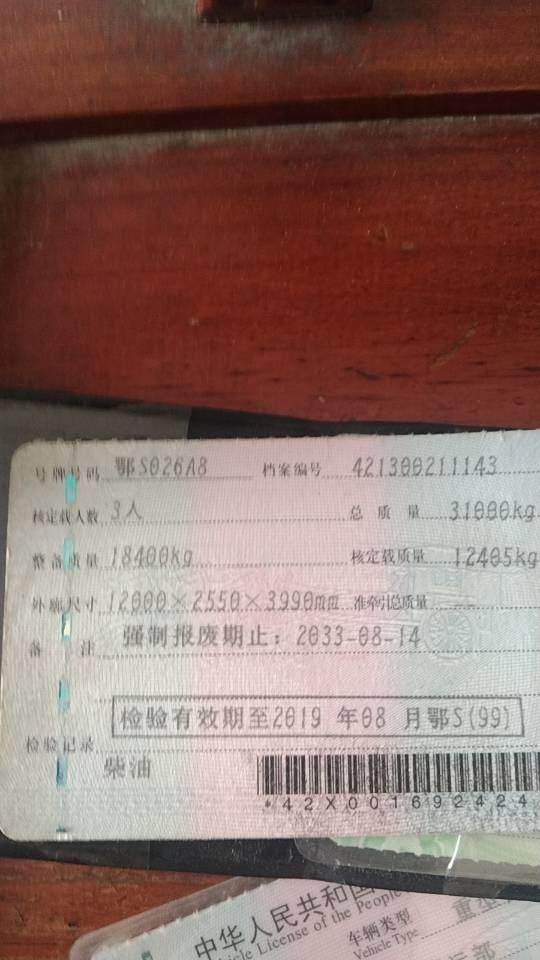 号牌号码 鄂S026A8 档案编号 421300211143
核定载人数 3人 总质量 31000kg
整备质量 18400kg 核定载质量 12405kg
外廓尺寸 12000×2550×3990mm 准牵引总质量 --
备注 强制报废期止：2033-08-14
检验有效期至2019 年08 月鄂S(99)
检验记录
柴油
*42X001692424
中华人民共和国
Vehicle License of the People
车辆类型 重型
Vehicle Type